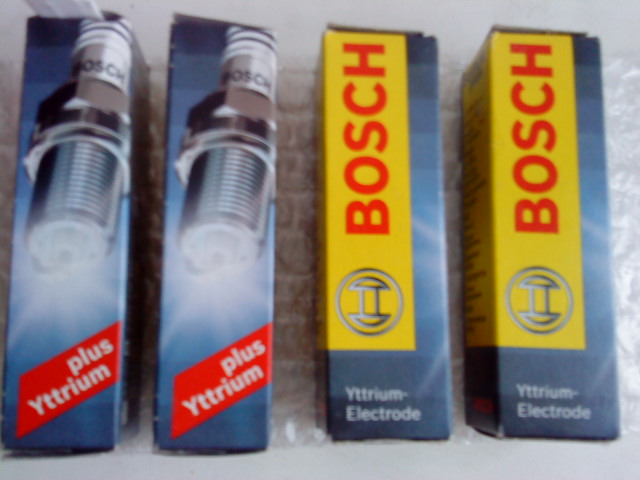 BOSCH
plus
Yttrium
BOSCH
plus
Yttrium
BOSCH
Yttrium-
Electrode
BOSCH
Yttrium-
Electrode